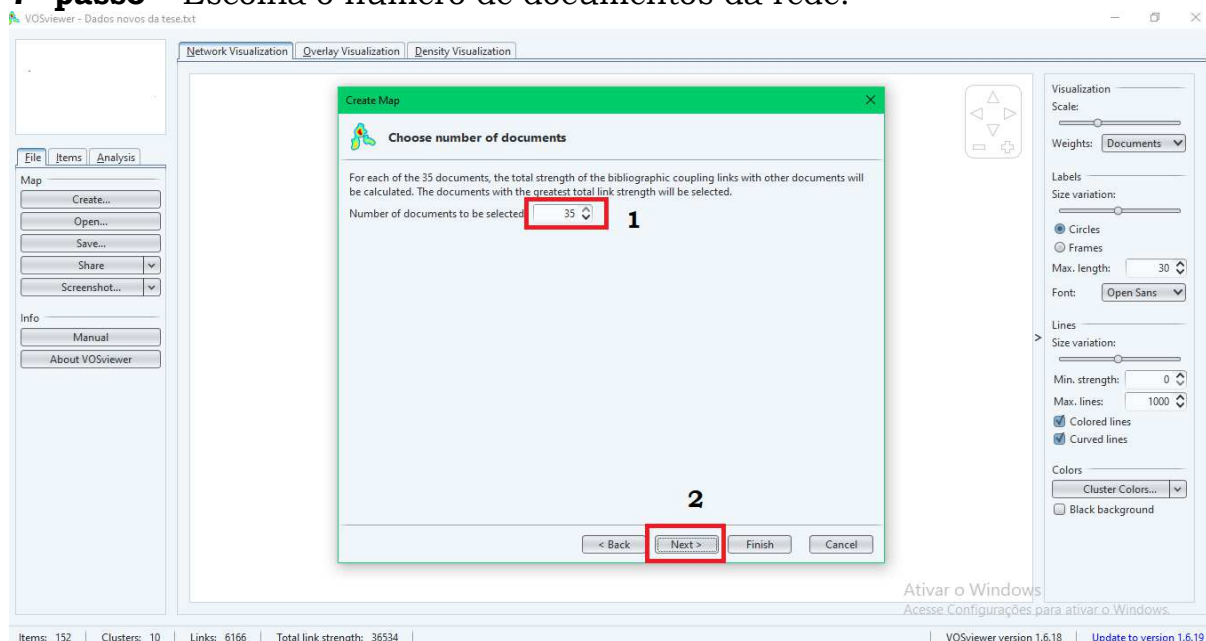 7º passo – Escolha o número de documentos da rede.
VOSviewer - Dados novos da tese.txt
Network Visualization Overlay Visualization Density Visualization
File Items Analysis
Map
Create...
Open...
Save...
Share
Screenshot...
Info
Manual
About VOSviewer
Create Map
Choose number of documents
For each of the 35 documents, the total strength of the bibliographic coupling links with other documents will
be calculated. The documents with the greatest total link strength will be selected.
Number of documents to be selected 35 1
2
< Back Next > Finish Cancel
Visualization
Scale:
Weights: Documents
Labels
Size variation:
Circles
Frames
Max. length: 30
Font: Open Sans
Lines
>
Size variation:
Min. strength: 0
Max. lines: 1000
Colored lines
Curved lines
Colors
Cluster Colors...
Black background
Ativar o Windows
Acesse Configurações para ativar o Windows.
Items: 152 Clusters: 10 Links: 6166 Total link strength: 36534 VOSviewer version 1.6.18 Update to version 1.6.19